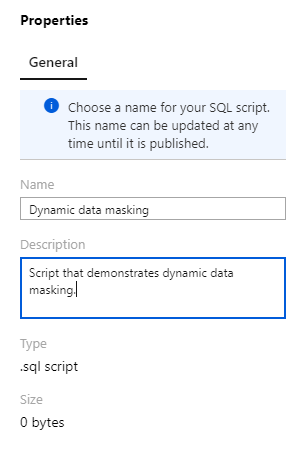 Properties
General
Choose a name for your SQL script.
This name can be updated at any
time until it is published.
Name
Dynamic data masking
Description
Script that demonstrates dynamic data
masking.
Type
.sql script
Size
0 bytes